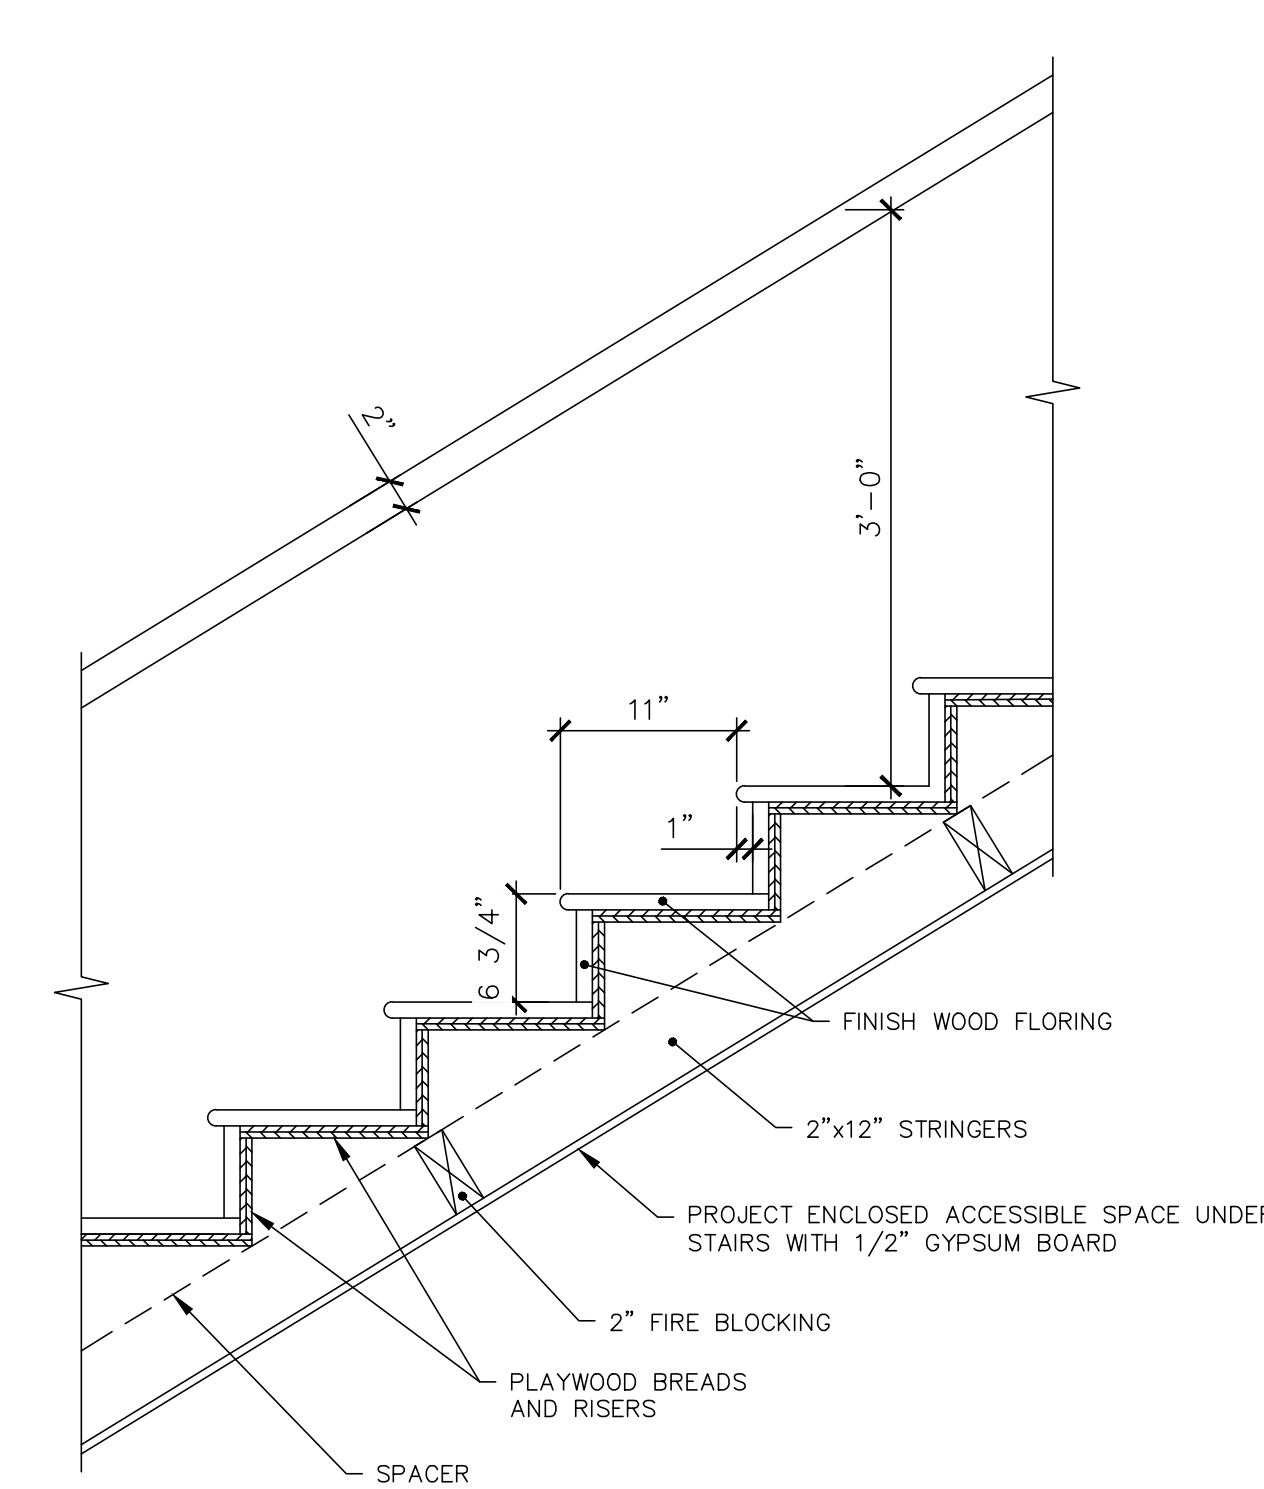 2”
3’-0”
11”
1”
6 3/4”
FINISH WOOD FLORING
2”x12” STRINGERS
PROJECT ENCLOSED ACCESSIBLE SPACE UNDER
STAIRS WITH 1/2” GYPSUM BOARD
2” FIRE BLOCKING
PLAYWOOD BREADS
AND RISERS
SPACER